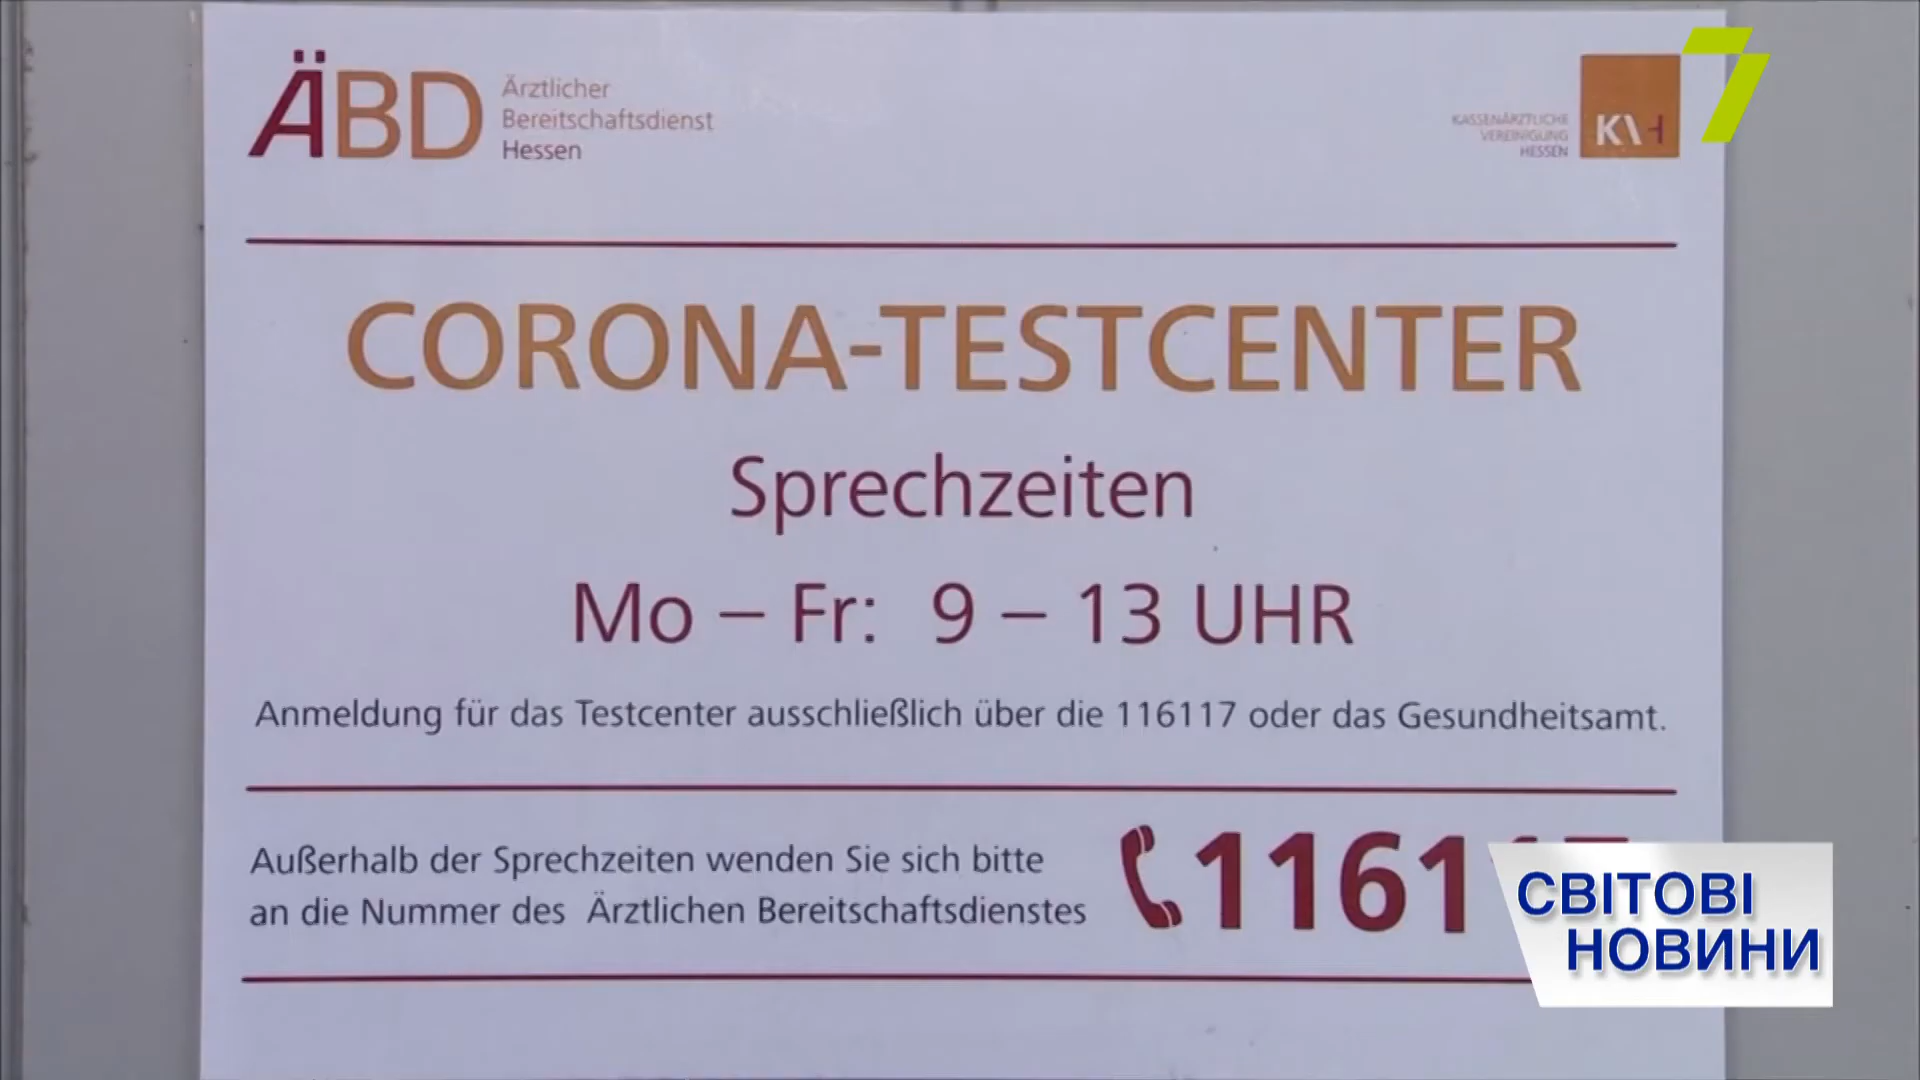 ÄBD
Ärztlicher
Bereitschaftsdienst
Hessen
KASSENÄRZTLICHE
VEREINIGUNG
HESSEN
KVH
7
CORONA-TESTCENTER
Sprechzeiten
Mo – Fr: 9 – 13 UHR
Anmeldung für das Testcenter ausschließlich über die 116117 oder das Gesundheitsamt.
Außerhalb der Sprechzeiten wenden Sie sich bitte
an die Nummer des Ärztlichen Bereitschaftsdienstes
1161
СВІТОВІ
НОВИНИ